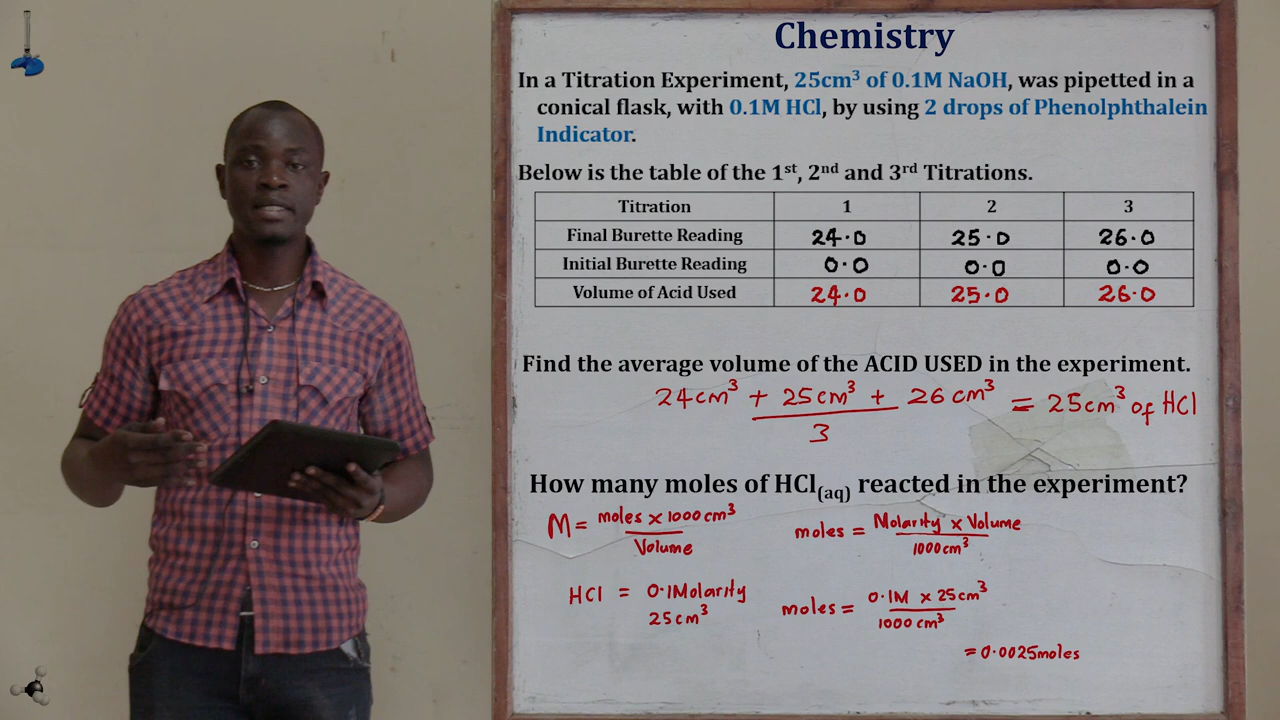 Chemistry
In a Titration Experiment, 25cm³ of 0.1M NaOH, was pipetted in a
conical flask, with 0.1M HCl, by using 2 drops of Phenolphthalein
Indicator.
Below is the table of the 1st, 2nd and 3rd Titrations.
Titration 1 2 3
Final Burette Reading 24.0 25.0 26.0
Initial Burette Reading 0.0 0.0 0.0
Volume of Acid Used 24.0 25.0 26.0
Find the average volume of the ACID USED in the experiment.
24cm³ + 25cm³ + 26cm³ = 25cm³ of HCl
3
How many moles of HCl(aq) reacted in the experiment?
M = moles x 1000cm³
Volume
moles = Molarity x Volume
1000cm³
HCl = 0.1Molarity
25cm³
moles = 0.1M x 25cm³
1000cm³
= 0.0025moles